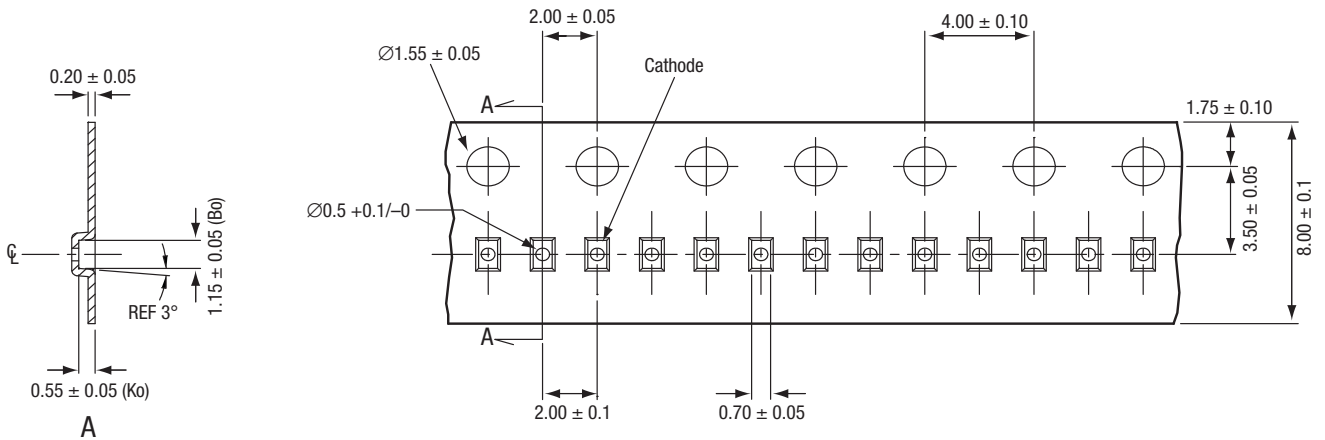 2.00 ± 0.05
4.00 ± 0.10
∅1.55 ± 0.05
Cathode
0.20 ± 0.05
A
1.75 ± 0.10
∅0.5 +0.1/–0
3.50 ± 0.05
8.00 ± 0.1
℄
1.15 ± 0.05 (Bo)
REF 3°
A
0.55 ± 0.05 (Ko)
2.00 ± 0.1
0.70 ± 0.05
A